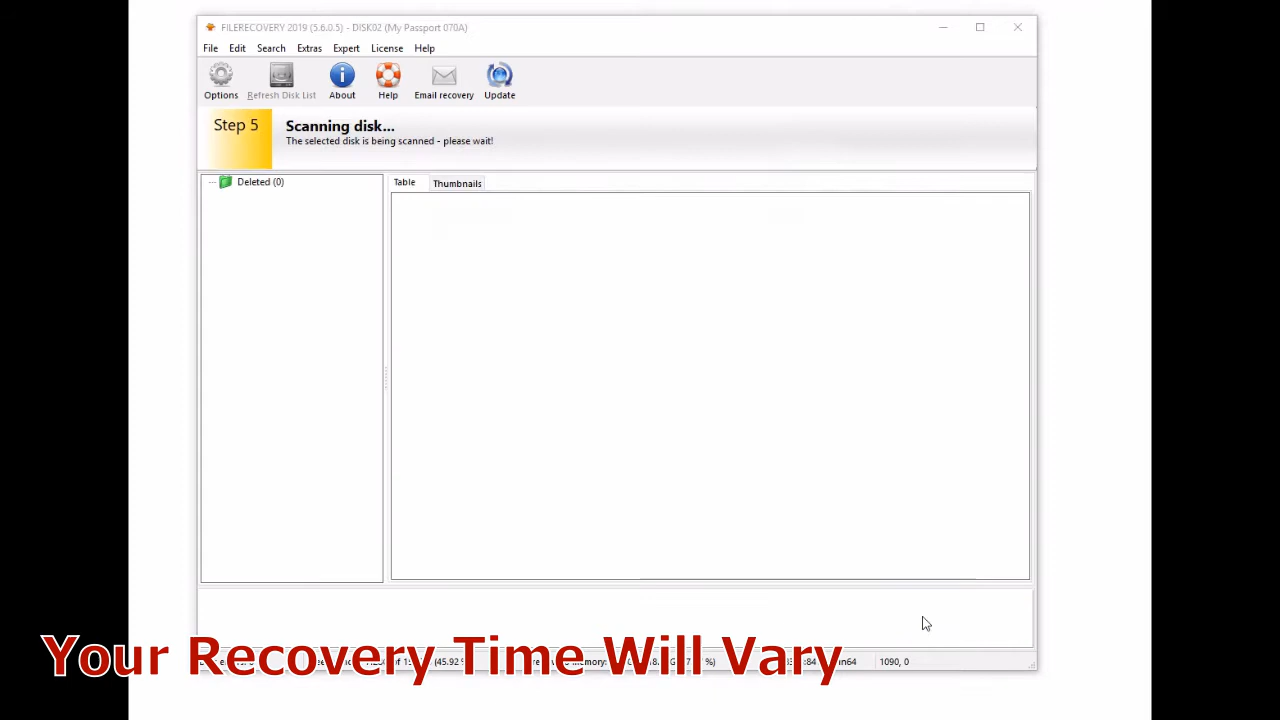 FILERECOVERY 2019 (5.6.0.5) - DISK02 (My Passport 070A)
File Edit Search Extras Expert License Help
Options Refresh Disk List About Help Email recovery Update
Step 5
Scanning disk...
The selected disk is being scanned - please wait!
Deleted (0)
Table Thumbnails
Your Recovery Time Will Vary
(45.92 1090, 0